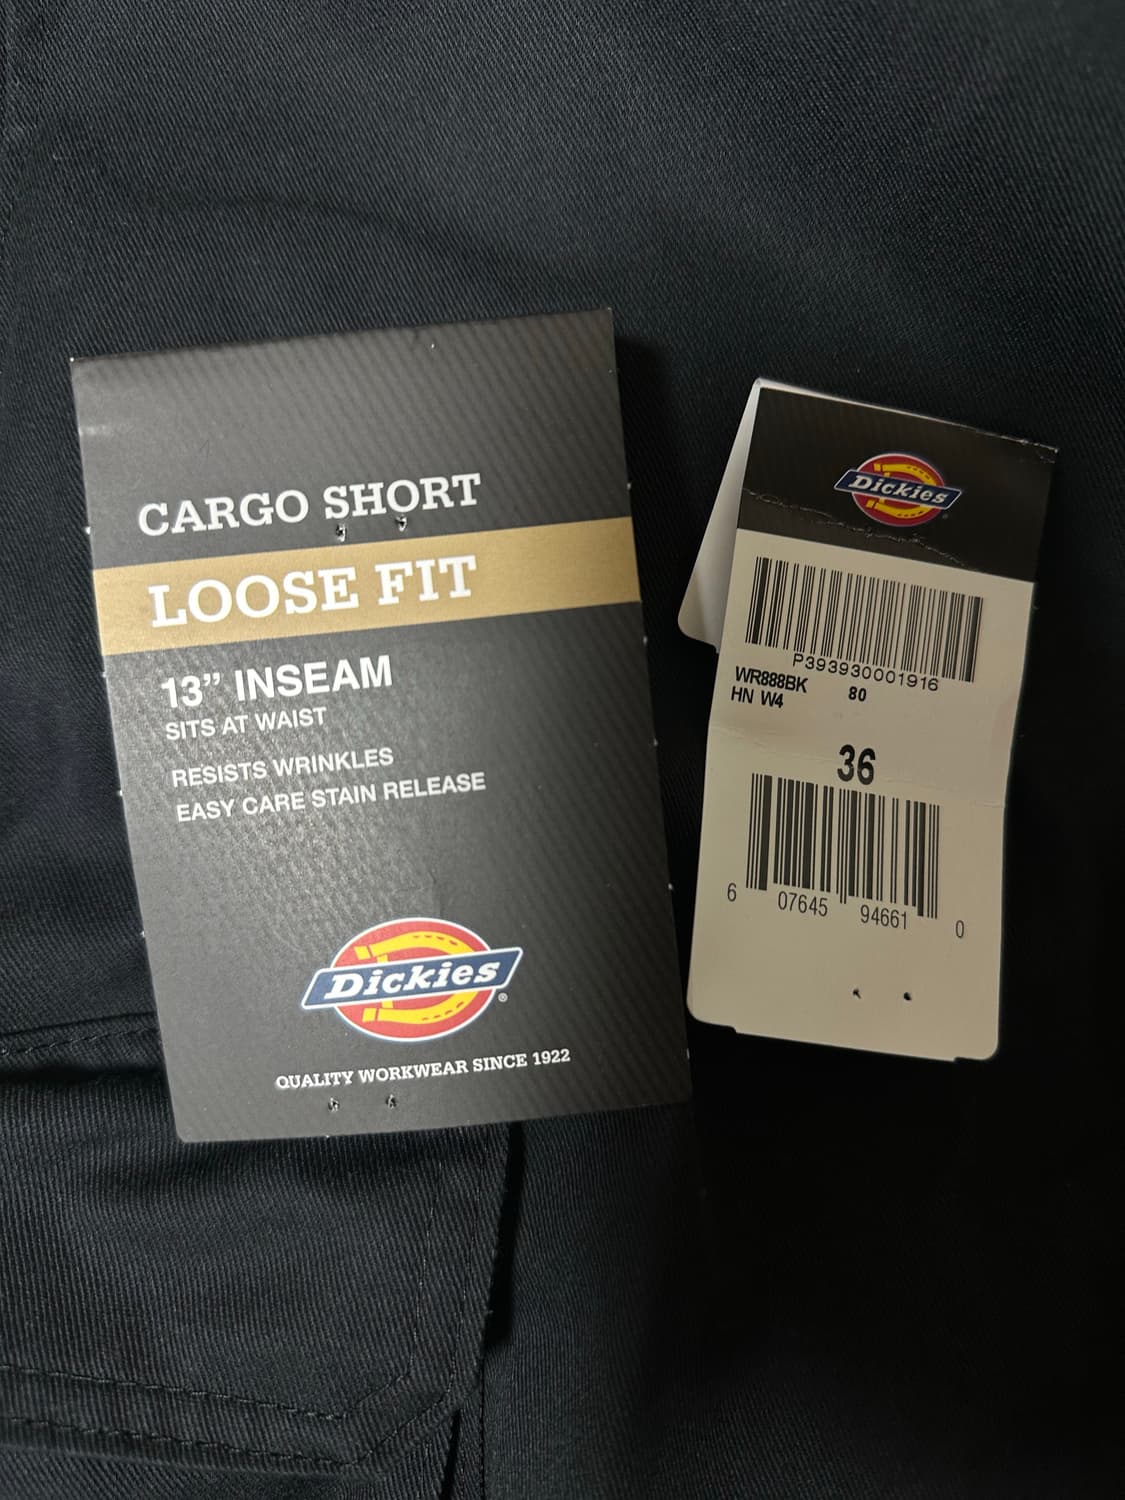 CARGO SHORT
LOOSE FIT
13” INSEAM
SITS AT WAIST
RESISTS WRINKLES
EASY CARE STAIN RELEASE
Dickies®
QUALITY WORKWEAR SINCE 1922
Dickies
P393930001916
WR888BK 80
HN W4
36
6 07645 94661 0